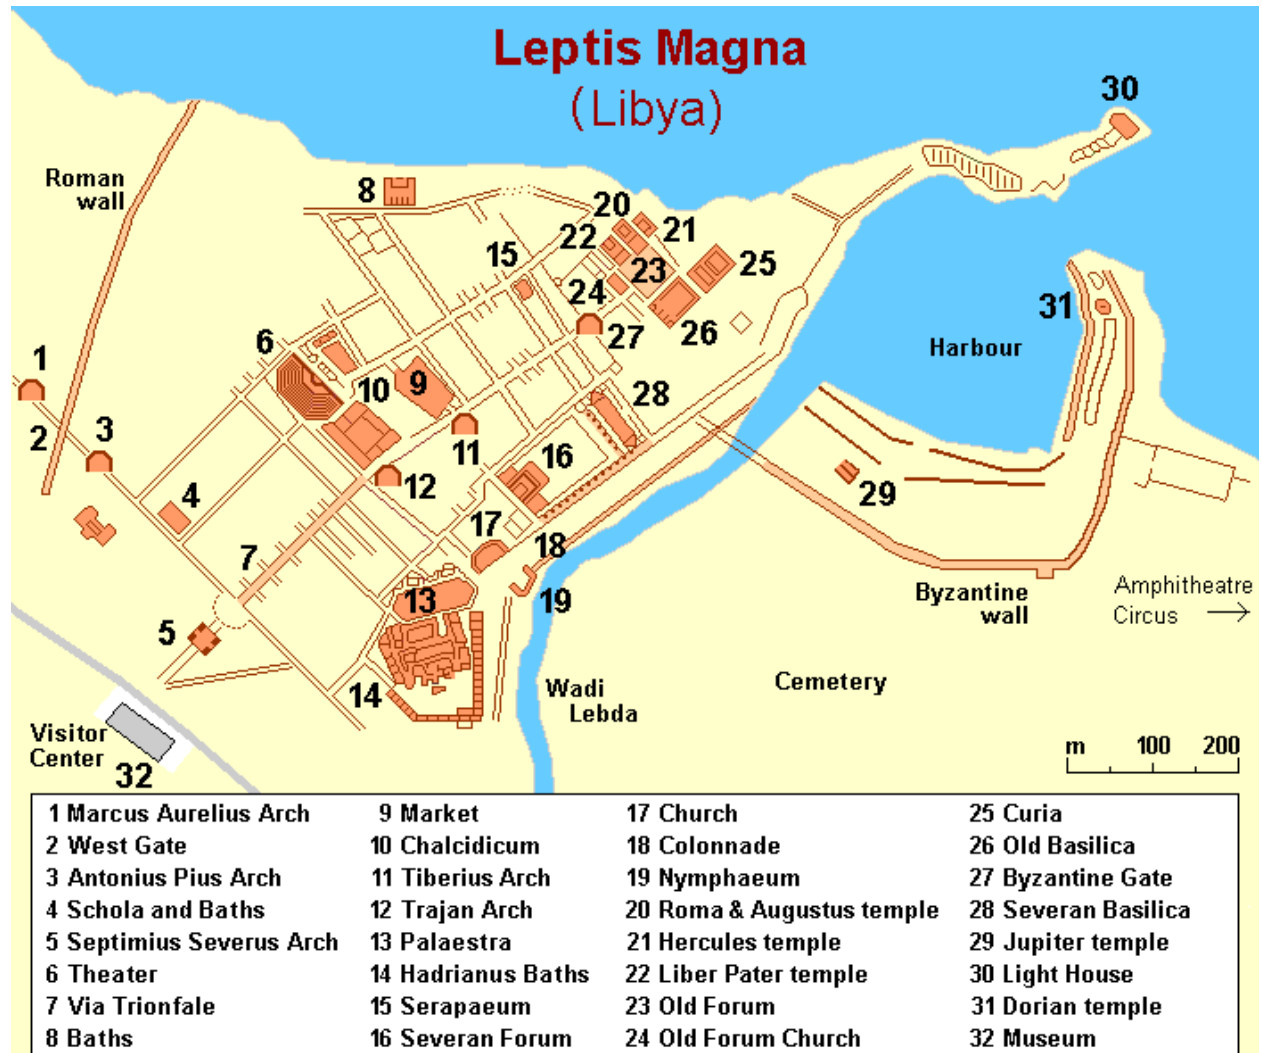 Leptis Magna
(Libya)
30
Roman
wall
8
20
21
22
15
23
25
24
31
27
26
6
Harbour
1
10
9
28
3
2
11
16
12
4
29
17
7
18
13
19
Byzantine
wall
Amphitheatre
Circus
5
14
Wadi
Lebda
Cemetery
Visitor
Center
32
m 100 200
1 Marcus Aurelius Arch
2 West Gate
3 Antonius Pius Arch
4 Schola and Baths
5 Septimius Severus Arch
6 Theater
7 Via Trionfale
8 Baths
9 Market
10 Chalcidicum
11 Tiberius Arch
12 Trajan Arch
13 Palaestra
14 Hadrianus Baths
15 Serapaeum
16 Severan Forum
17 Church
18 Colonnade
19 Nymphaeum
20 Roma & Augustus temple
21 Hercules temple
22 Liber Pater temple
23 Old Forum
24 Old Forum Church
25 Curia
26 Old Basilica
27 Byzantine Gate
28 Severan Basilica
29 Jupiter temple
30 Light House
31 Dorian temple
32 Museum